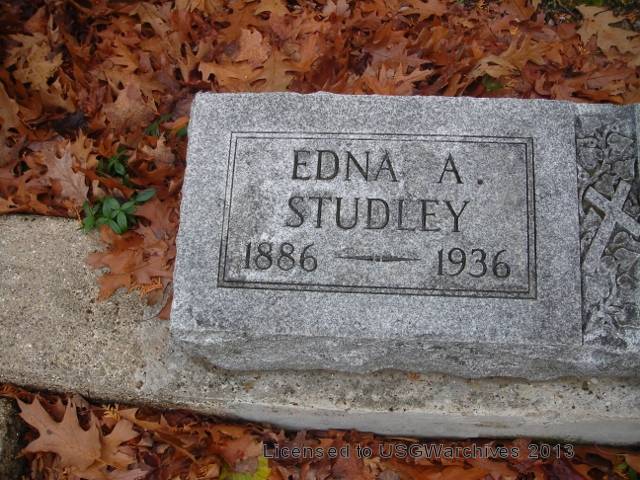 EDNA A.
STUDLEY
1886 — 1936
Licensed to USGWarchives 2013